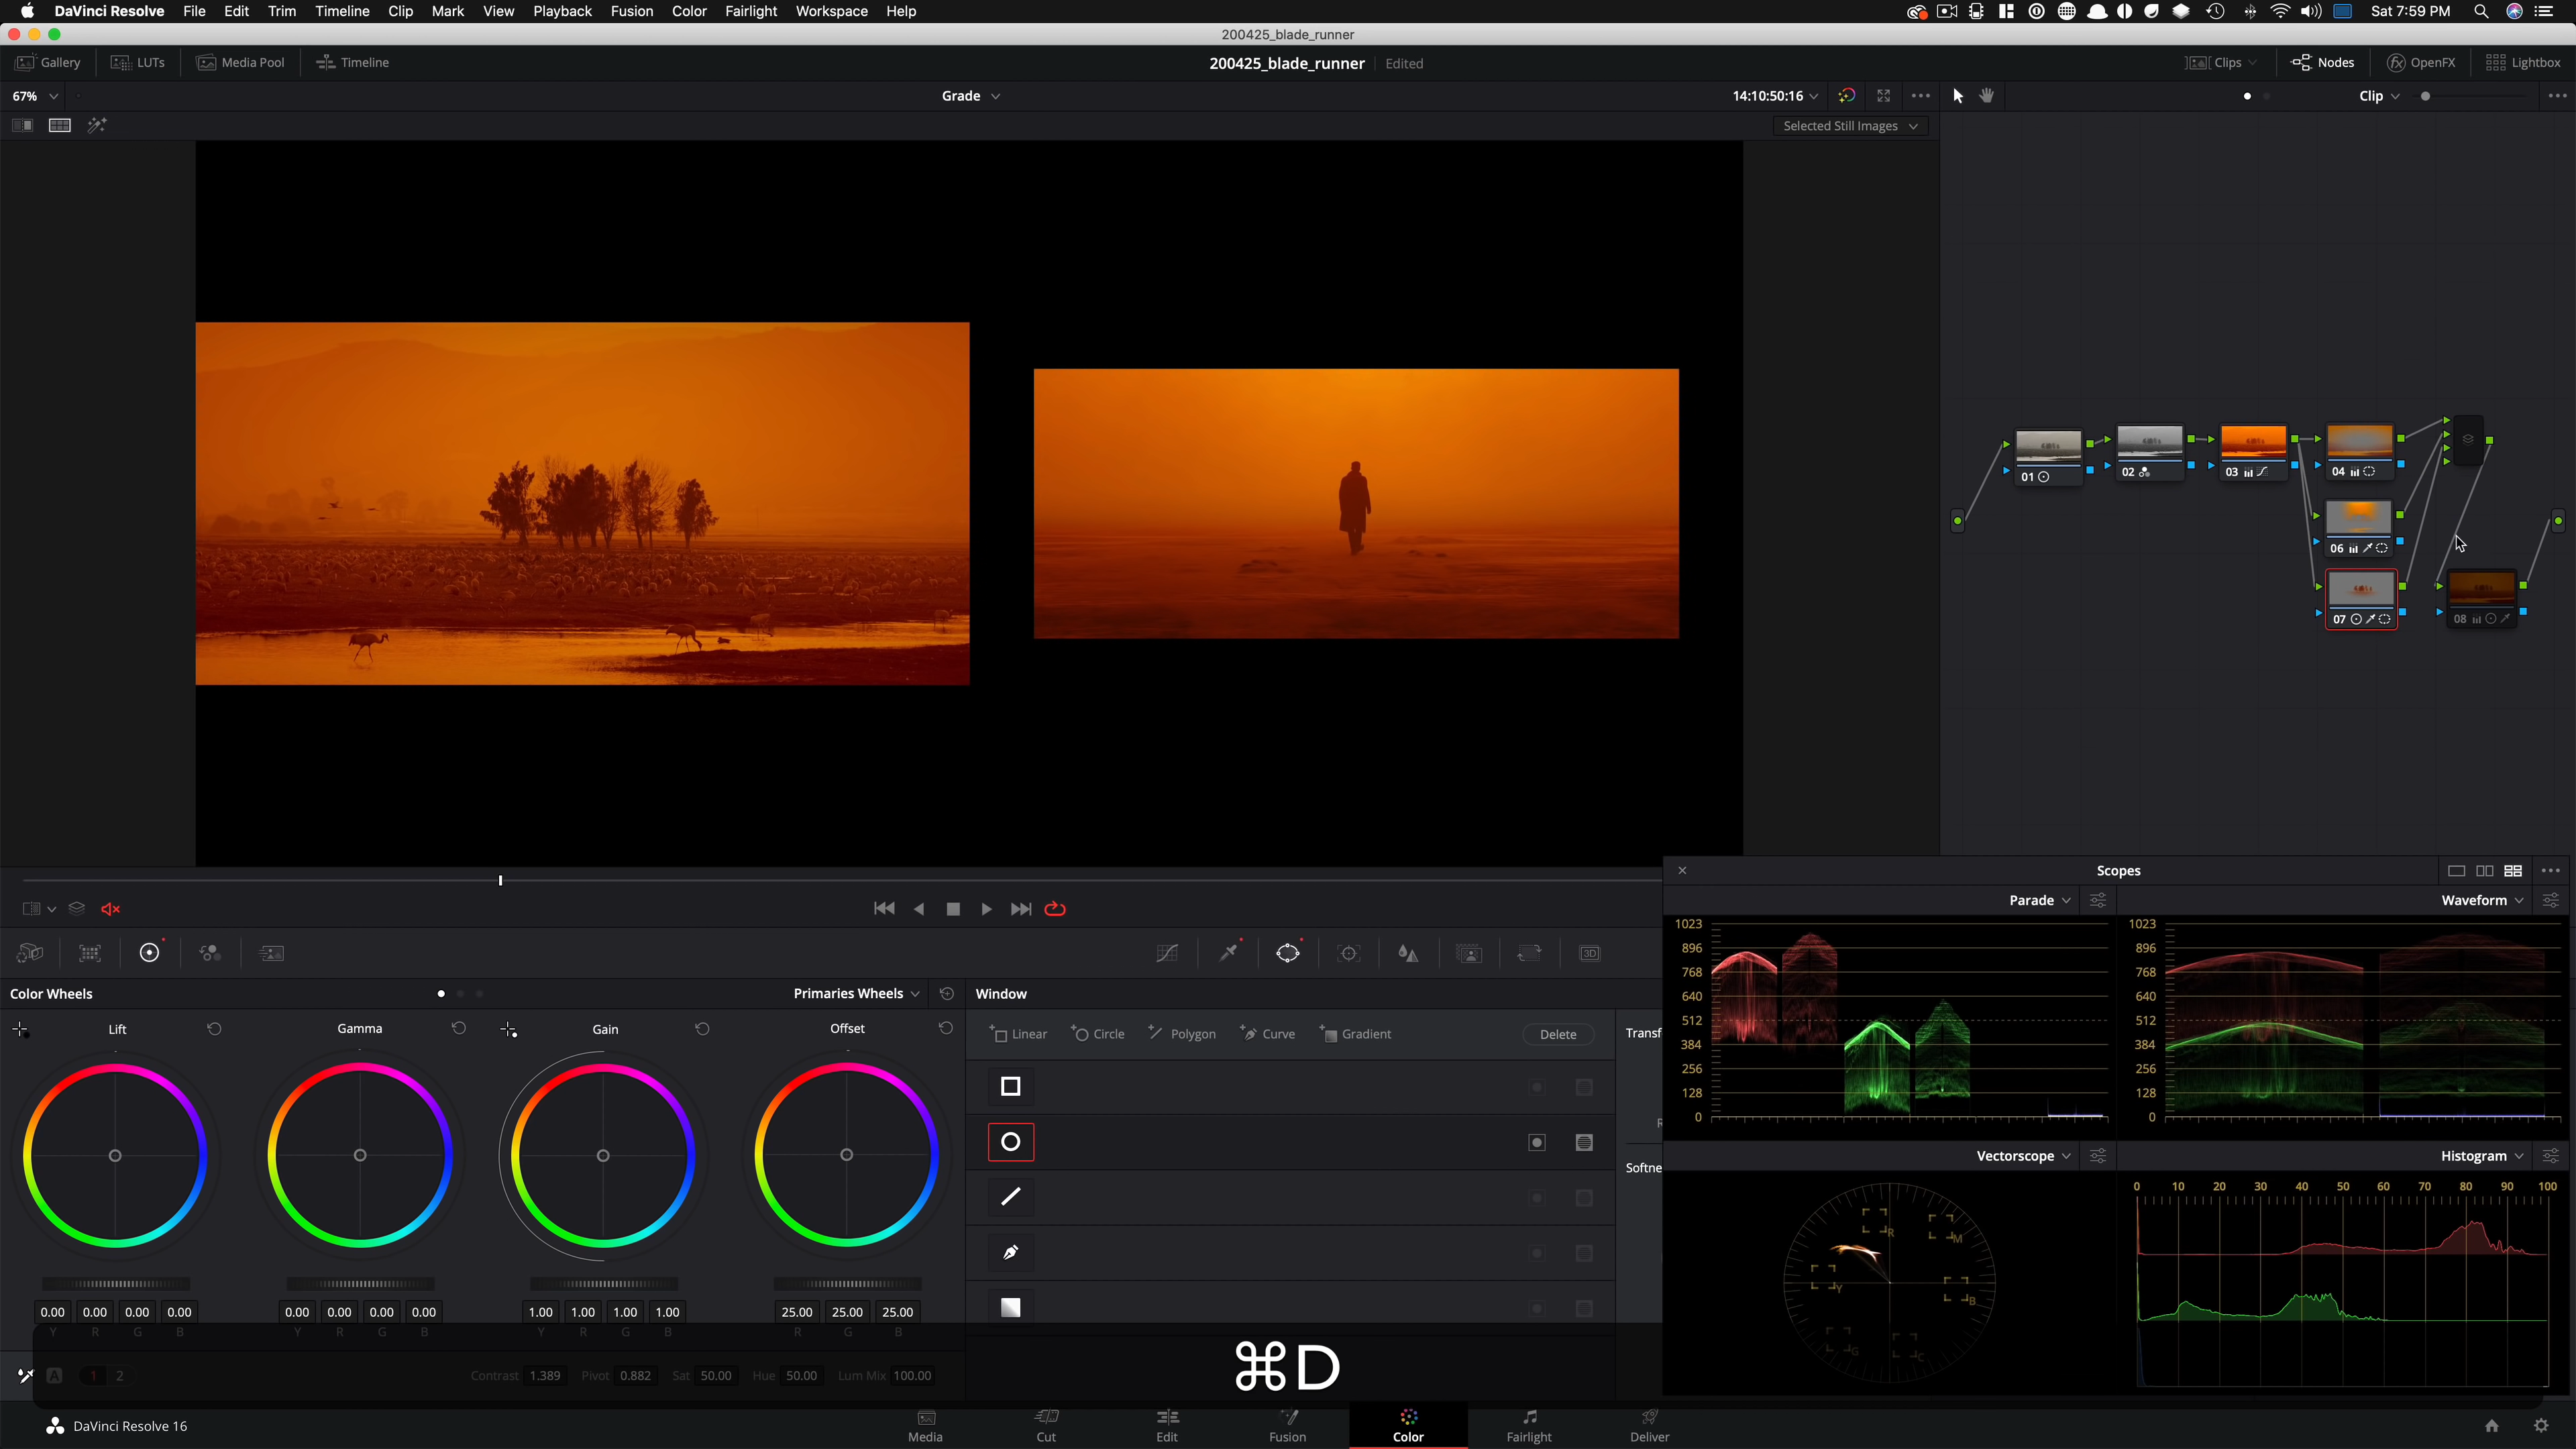 DaVinci Resolve File Edit Trim Timeline Clip Mark View Playback Fusion Color Fairlight Workspace Help Sat 7:59 PM
200425_blade_runner
Gallery LUTs Media Pool Timeline 200425_blade_runner Edited Clips Nodes OpenFX Lightbox
67% Grade 14:10:50:16 Clip
Selected Still Images
01 02 03 04
06
07 08
Scopes
Parade Waveform
1023 1023
896 896
768 768
640 640
512 512
384 384
256 256
128 128
0 0
Color Wheels Primaries Wheels Window
Lift Gamma Gain Offset
Linear Circle Polygon Curve Gradient Delete Transf
R
Softne
Vectorscope Histogram
0 10 20 30 40 50 60 70 80 90 100
R M
Y B
G C
0.00 0.00 0.00 0.00 0.00 0.00 0.00 0.00 1.00 1.00 1.00 1.00 25.00 25.00 25.00
Y R G B Y R G B Y R G B R G B
A 1 2 Contrast 1.389 Pivot 0.882 Sat 50.00 Hue 50.00 Lum Mix 100.00
⌘D
DaVinci Resolve 16 Media Cut Edit Fusion Color Fairlight Deliver
3D